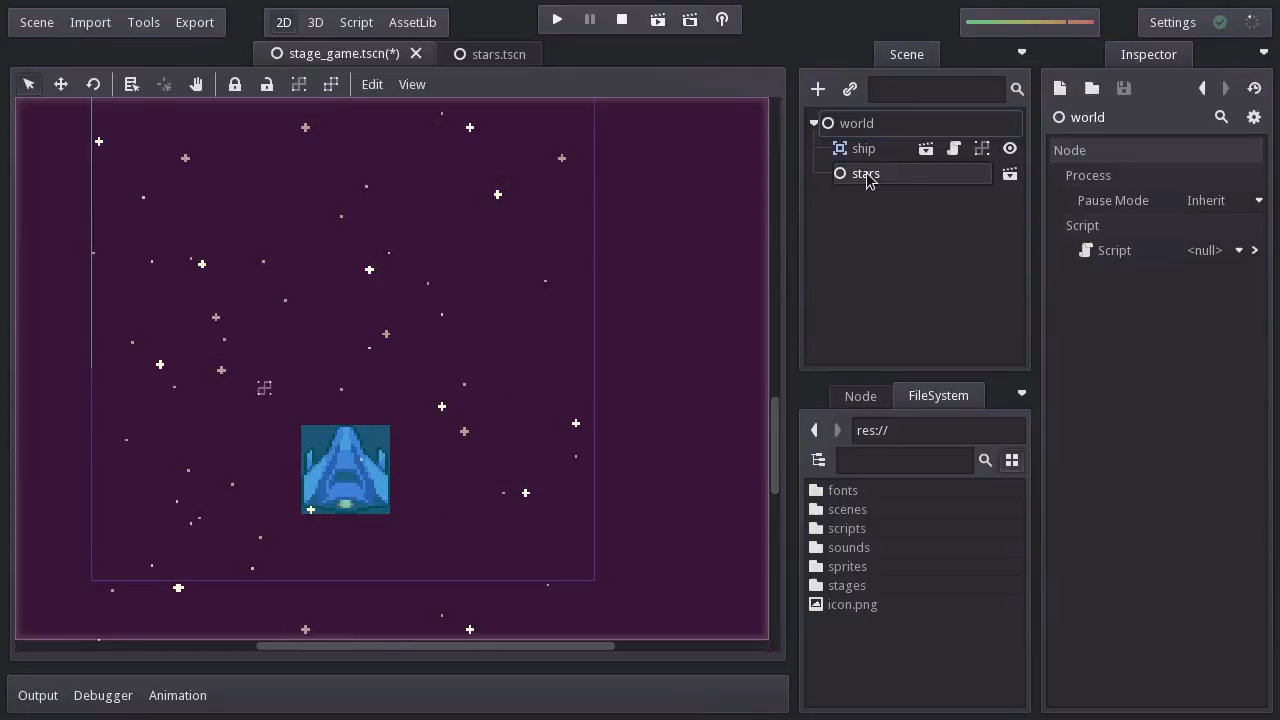 Scene Import Tools Export 2D 3D Script AssetLib Settings
stage_game.tscn(*) stars.tscn Scene Inspector
Edit View
world
world
ship
stars
Node
Process
Pause Mode Inherit
Script
Script <null>
Node FileSystem
res://
fonts
scenes
scripts
sounds
sprites
stages
icon.png
Output Debugger Animation